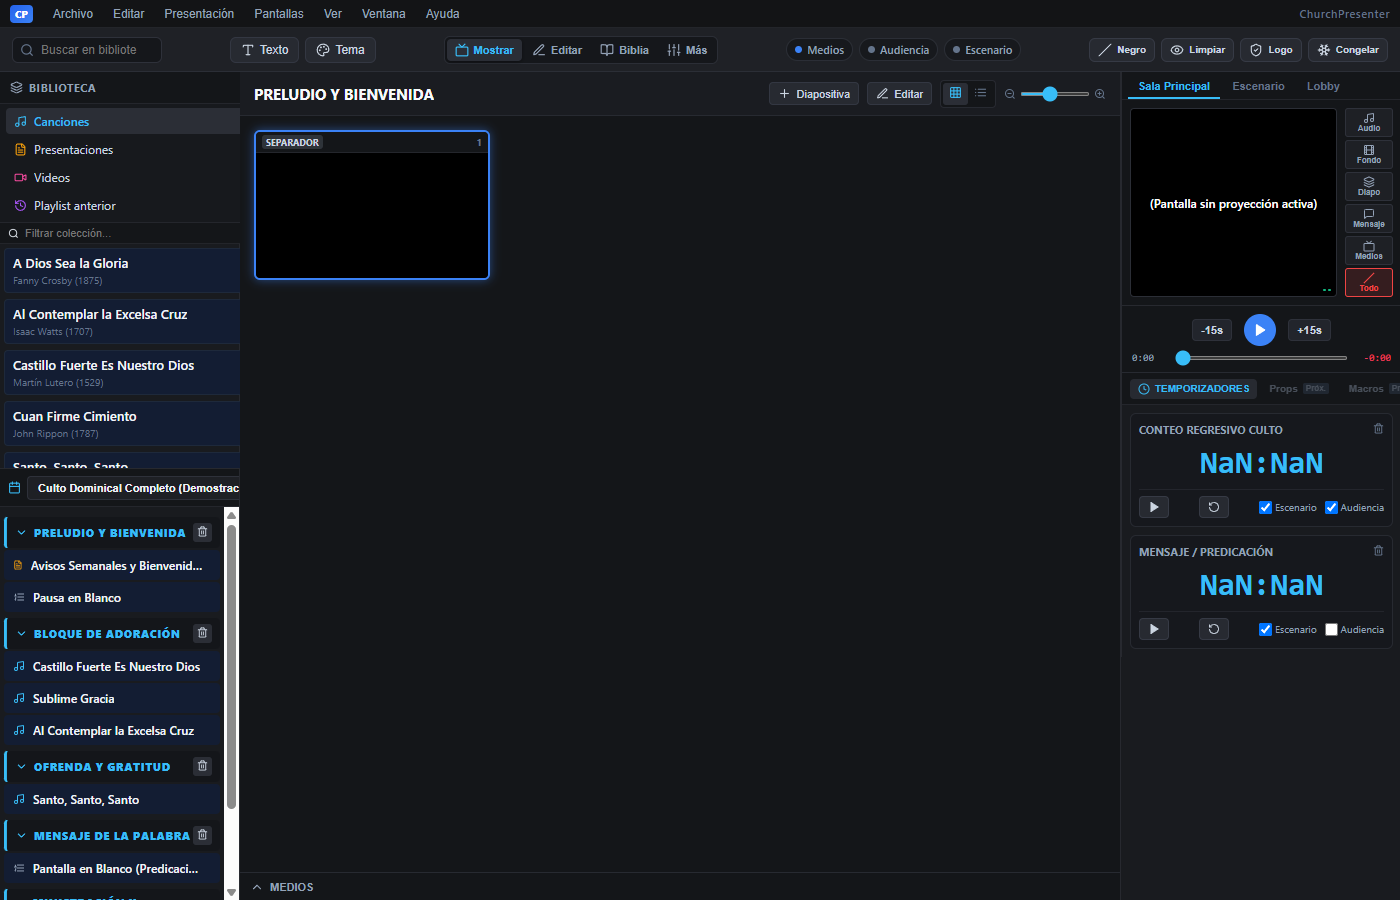 CP Archivo Editar Presentación Pantallas Ver Ventana Ayuda ChurchPresenter
Buscar en bibliote Texto Tema Mostrar Editar Biblia Más Medios Audiencia Escenario Negro Limpiar Logo Congelar
BIBLIOTECA
Canciones
Presentaciones
Videos
Playlist anterior
Filtrar colección...
A Dios Sea la Gloria
Fanny Crosby (1875)
Al Contemplar la Excelsa Cruz
Isaac Watts (1707)
Castillo Fuerte Es Nuestro Dios
Martín Lutero (1529)
Cuan Firme Cimiento
John Rippon (1787)
Santo, Santo, Santo
Culto Dominical Completo (Demostrac
PRELUDIO Y BIENVENIDA
Avisos Semanales y Bienvenid...
Pausa en Blanco
BLOQUE DE ADORACIÓN
Castillo Fuerte Es Nuestro Dios
Sublime Gracia
Al Contemplar la Excelsa Cruz
OFRENDA Y GRATITUD
Santo, Santo, Santo
MENSAJE DE LA PALABRA
Pantalla en Blanco (Predicaci...
PRELUDIO Y BIENVENIDA Diapositiva Editar
SEPARADOR 1
MEDIOS
Sala Principal Escenario Lobby
(Pantalla sin proyección activa)
--
Audio
Fondo
Diapo
Mensaje
Medios
Todo
-15s +15s
0:00 -0:00
TEMPORIZADORES Props Próx. Macros Pr
CONTEO REGRESIVO CULTO
NaN:NaN
Escenario Audiencia
MENSAJE / PREDICACIÓN
NaN:NaN
Escenario Audiencia